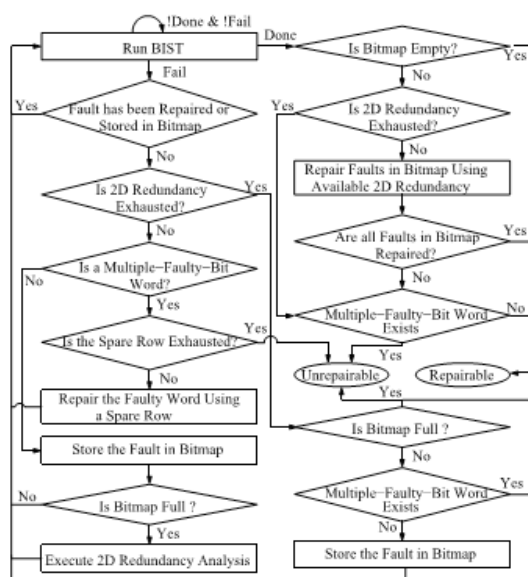 !Done & !Fail
Run BIST
Done
Is Bitmap Empty?
Yes
Fail
No
Yes
Fault has been Repaired or
Stored in Bitmap
Yes
Is 2D Redundancy
Exhausted?
No
No
Is 2D Redundancy
Exhausted?
Yes
Repair Faults in Bitmap Using
Available 2D Redundancy
No
Are all Faults in Bitmap
Repaired?
Yes
No
Is a Multiple-Faulty-Bit
Word?
No
Yes
Multiple-Faulty-Bit Word
Exists
No
Is the Spare Row Exhausted?
Yes
Yes
No
Unrepairable
Repairable
Repair the Faulty Word Using
a Spare Row
Yes
Is Bitmap Full ?
Store the Fault in Bitmap
No
No
Is Bitmap Full ?
Multiple-Faulty-Bit Word
Exists
Yes
Yes
No
Execute 2D Redundancy Analysis
Store the Fault in Bitmap